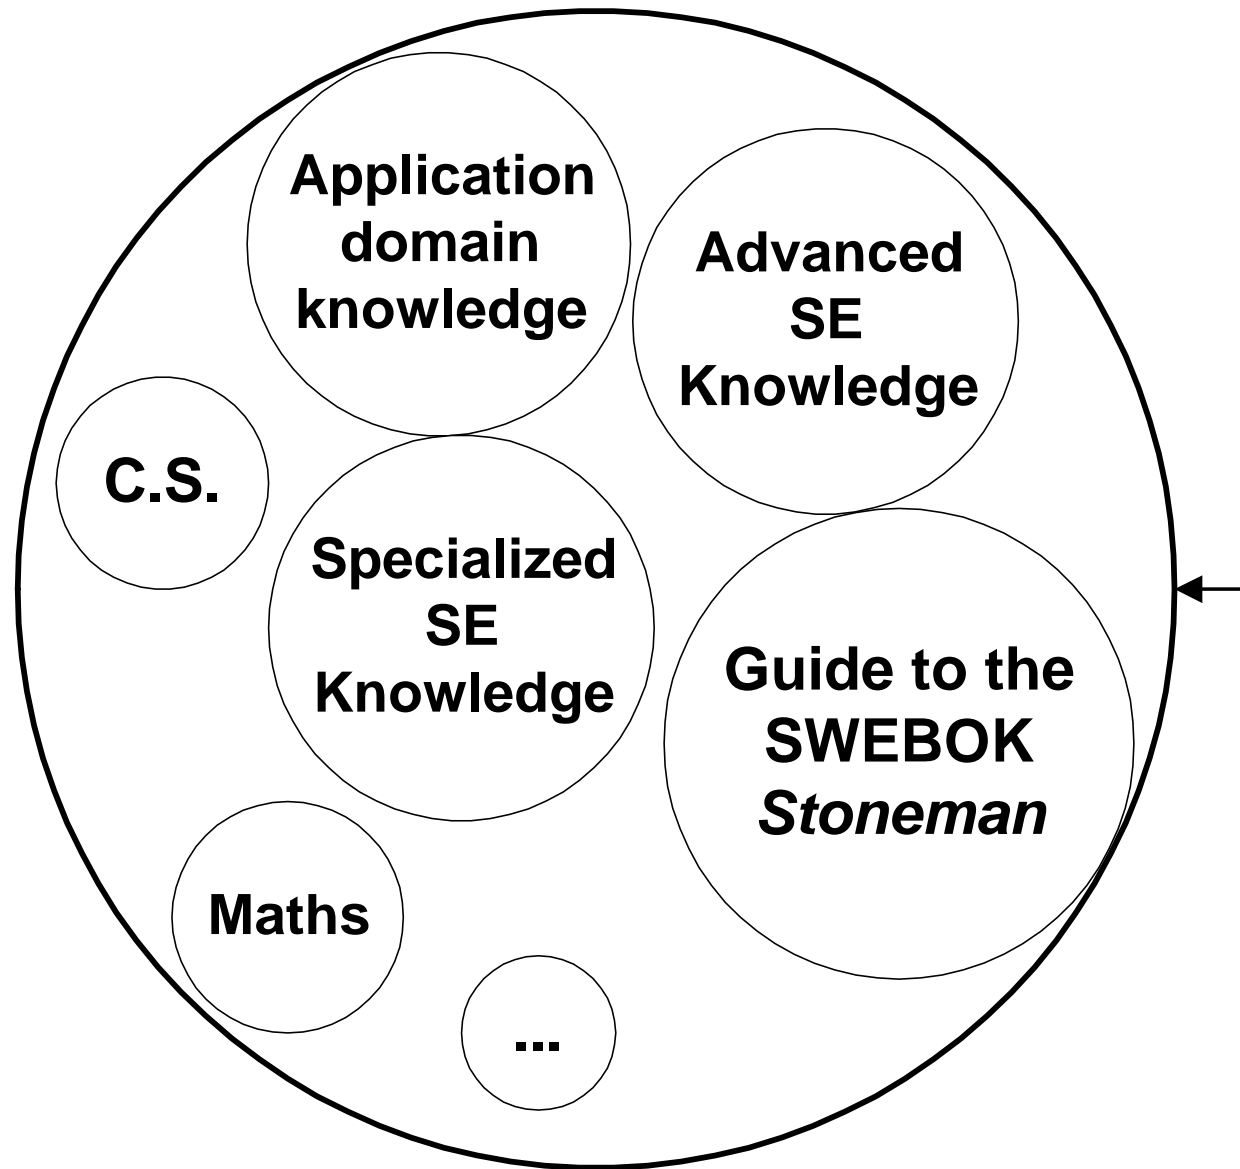 Application
domain
knowledge
Advanced
SE
Knowledge
C.S.
Specialized
SE
Knowledge
Guide to the
SWEBOK
Stoneman
Maths
...